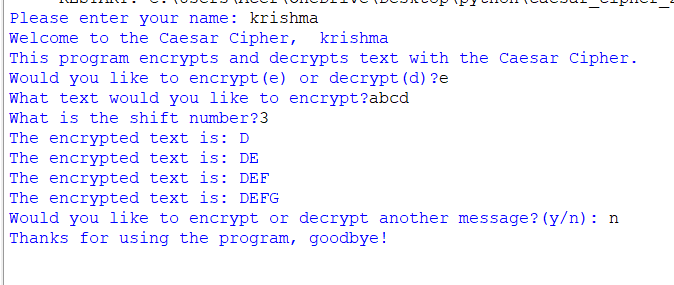 Please enter your name: krishma
Welcome to the Caesar Cipher,  krishma
This program encrypts and decrypts text with the Caesar Cipher.
Would you like to encrypt(e) or decrypt(d)?e
What text would you like to encrypt?abcd
What is the shift number?3
The encrypted text is: D
The encrypted text is: DE
The encrypted text is: DEF
The encrypted text is: DEFG
Would you like to encrypt or decrypt another message?(y/n): n
Thanks for using the program, goodbye!